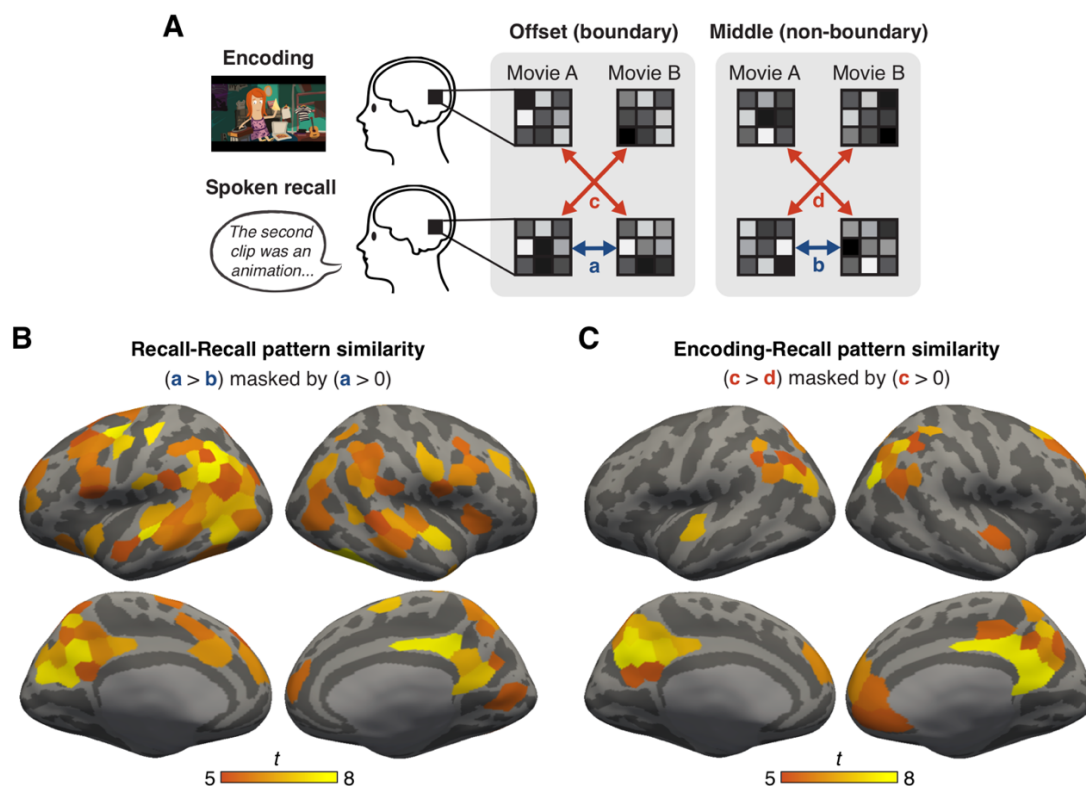 A
Offset (boundary)
Middle (non-boundary)
Encoding
Movie A
Movie B
Movie A
Movie B
c
d
Spoken recall
The second
clip was an
animation...
a
b
B
Recall-Recall pattern similarity
(a > b) masked by (a > 0)
C
Encoding-Recall pattern similarity
(c > d) masked by (c > 0)
t
5
8
t
5
8